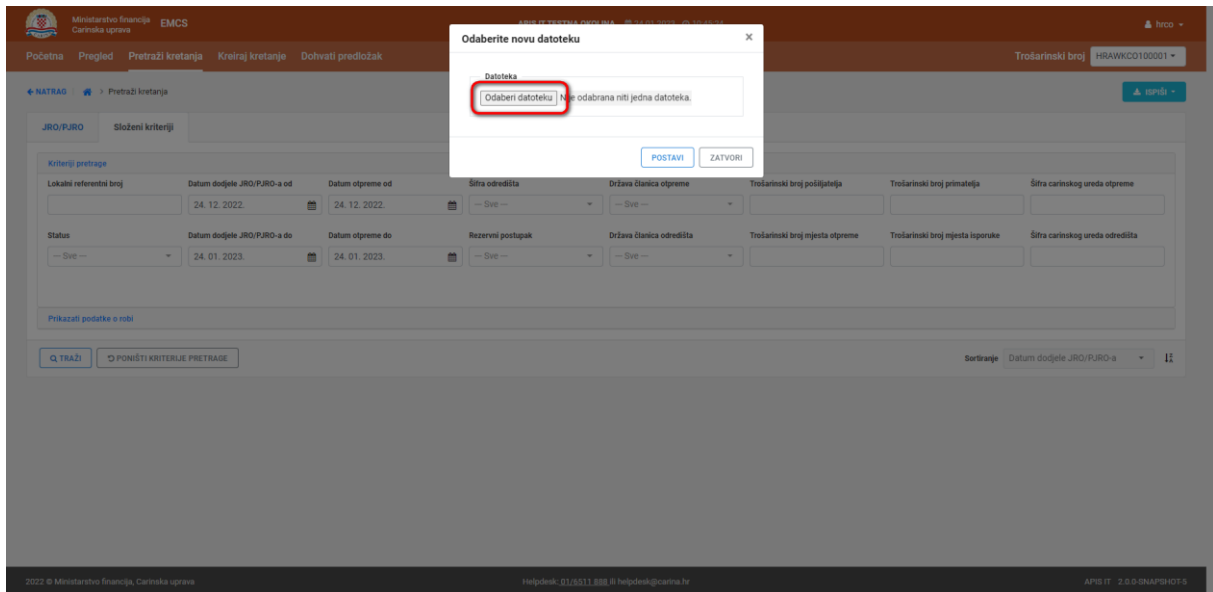 Ministarstvo financija
Carinska uprava
EMCS
APIS IT TESTNA OKOLINA 24.01.2023.
hrco
Početna Pregled Pretraži kretanja Kreiraj kretanje Dohvati predložak
Trošarinski broj HRAWKCO100001
NATRAG > Pretraži kretanja
ISPIŠI
Odaberite novu datoteku
×
Datoteka
Odaberi datoteku Nije odabrana niti jedna datoteka.
POSTAVI ZATVORI
JRO/PJRO Složeni kriteriji
Kriteriji pretrage
Lokalni referentni broj Datum dodjele JRO/PJRO-a od Datum otpreme od Šifra odredišta Država članica otpreme Trošarinski broj pošiljatelja Trošarinski broj primatelja Šifra carinskog ureda otpreme
24. 12. 2022. 24. 12. 2022. -- Sve -- -- Sve --
Status Datum dodjele JRO/PJRO-a do Datum otpreme do Rezervni postupak Država članica odredišta Trošarinski broj mjesta otpreme Trošarinski broj mjesta isporuke Šifra carinskog ureda odredišta
-- Sve -- 24. 01. 2023. 24. 01. 2023. -- Sve -- -- Sve --
Prikazati podatke o robi
TRAŽI PONIŠTI KRITERIJE PRETRAGE
Sortiranje Datum dodjele JRO/PJRO-a
2022 © Ministarstvo financija, Carinska uprava
Helpdesk: 01/6511 888 ili helpdesk@carina.hr
APIS IT 2.0.0-SNAPSHOT-5